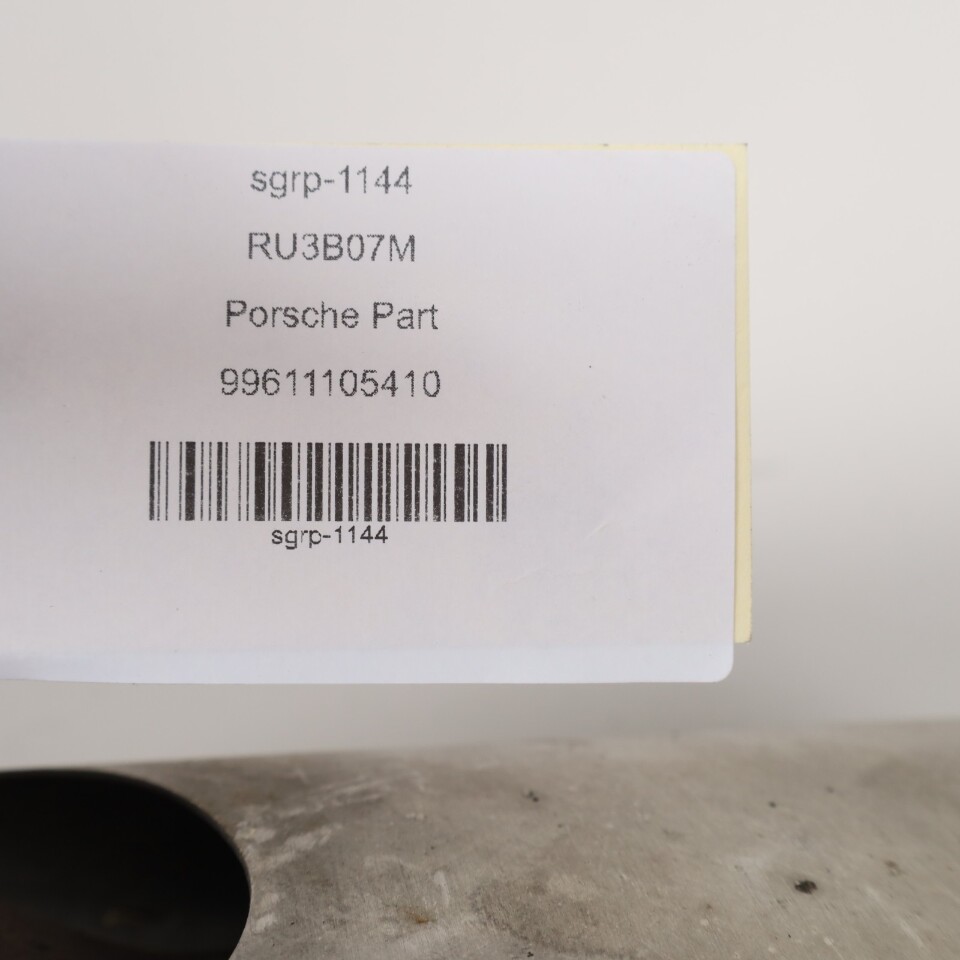 sgrp-1144
RU3B07M
Porsche Part
99611105410
sgrp-1144